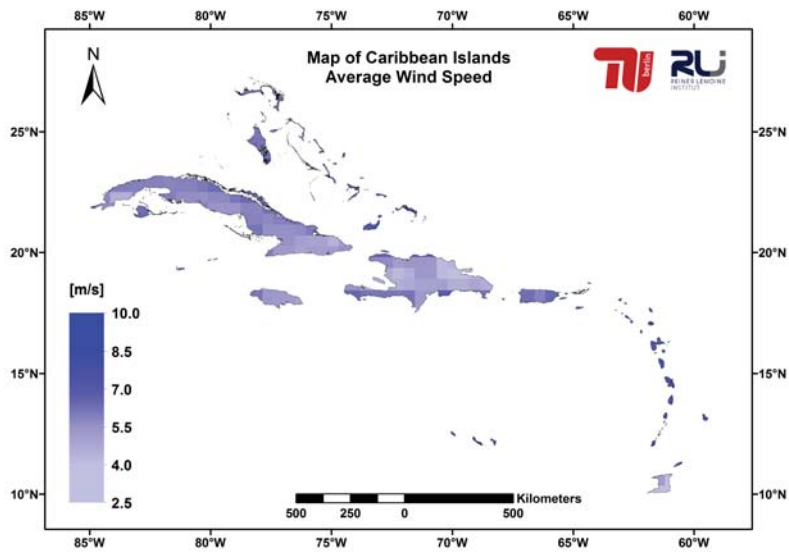 85°W 80°W 75°W 70°W 65°W 60°W
N
Map of Caribbean Islands
Average Wind Speed
berlin
RLI
REINER LEMOINE
INSTITUT
25°N 25°N
20°N 20°N
[m/s]
10.0
8.5
7.0
5.5
4.0
2.5
15°N 15°N
10°N 10°N
Kilometers
500 250 0 500
85°W 80°W 75°W 70°W 65°W 60°W